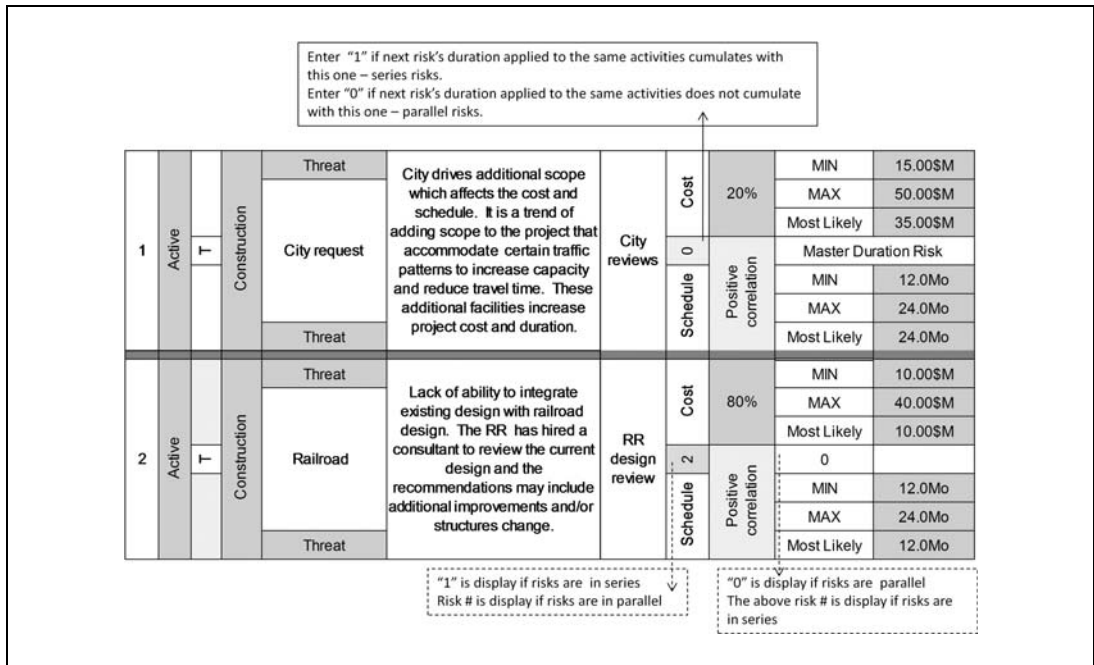 Enter “1” if next risk’s duration applied to the same activities cumulates with
this one – series risks.
Enter “0” if next risk’s duration applied to the same activities does not cumulate
with this one – parallel risks.
1
Active
T
Construction
Threat
City request
Threat
City drives additional scope
which affects the cost and
schedule. It is a trend of
adding scope to the project that
accommodate certain traffic
patterns to increase capacity
and reduce travel time. These
additional facilities increase
project cost and duration.
City
reviews
Cost
0
Schedule
20%
Positive
correlation
MIN 15.00$M
MAX 50.00$M
Most Likely 35.00$M
Master Duration Risk
MIN 12.0Mo
MAX 24.0Mo
Most Likely 24.0Mo
2
Active
T
Construction
Threat
Railroad
Threat
Lack of ability to integrate
existing design with railroad
design. The RR has hired a
consultant to review the current
design and the
recommendations may include
additional improvements and/or
structures change.
RR
design
review
Cost
2
Schedule
80%
Positive
correlation
MIN 10.00$M
MAX 40.00$M
Most Likely 10.00$M
0
MIN 12.0Mo
MAX 24.0Mo
Most Likely 12.0Mo
“1” is display if risks are in series
Risk # is display if risks are in parallel
“0” is display if risks are parallel
The above risk # is display if risks are
in series